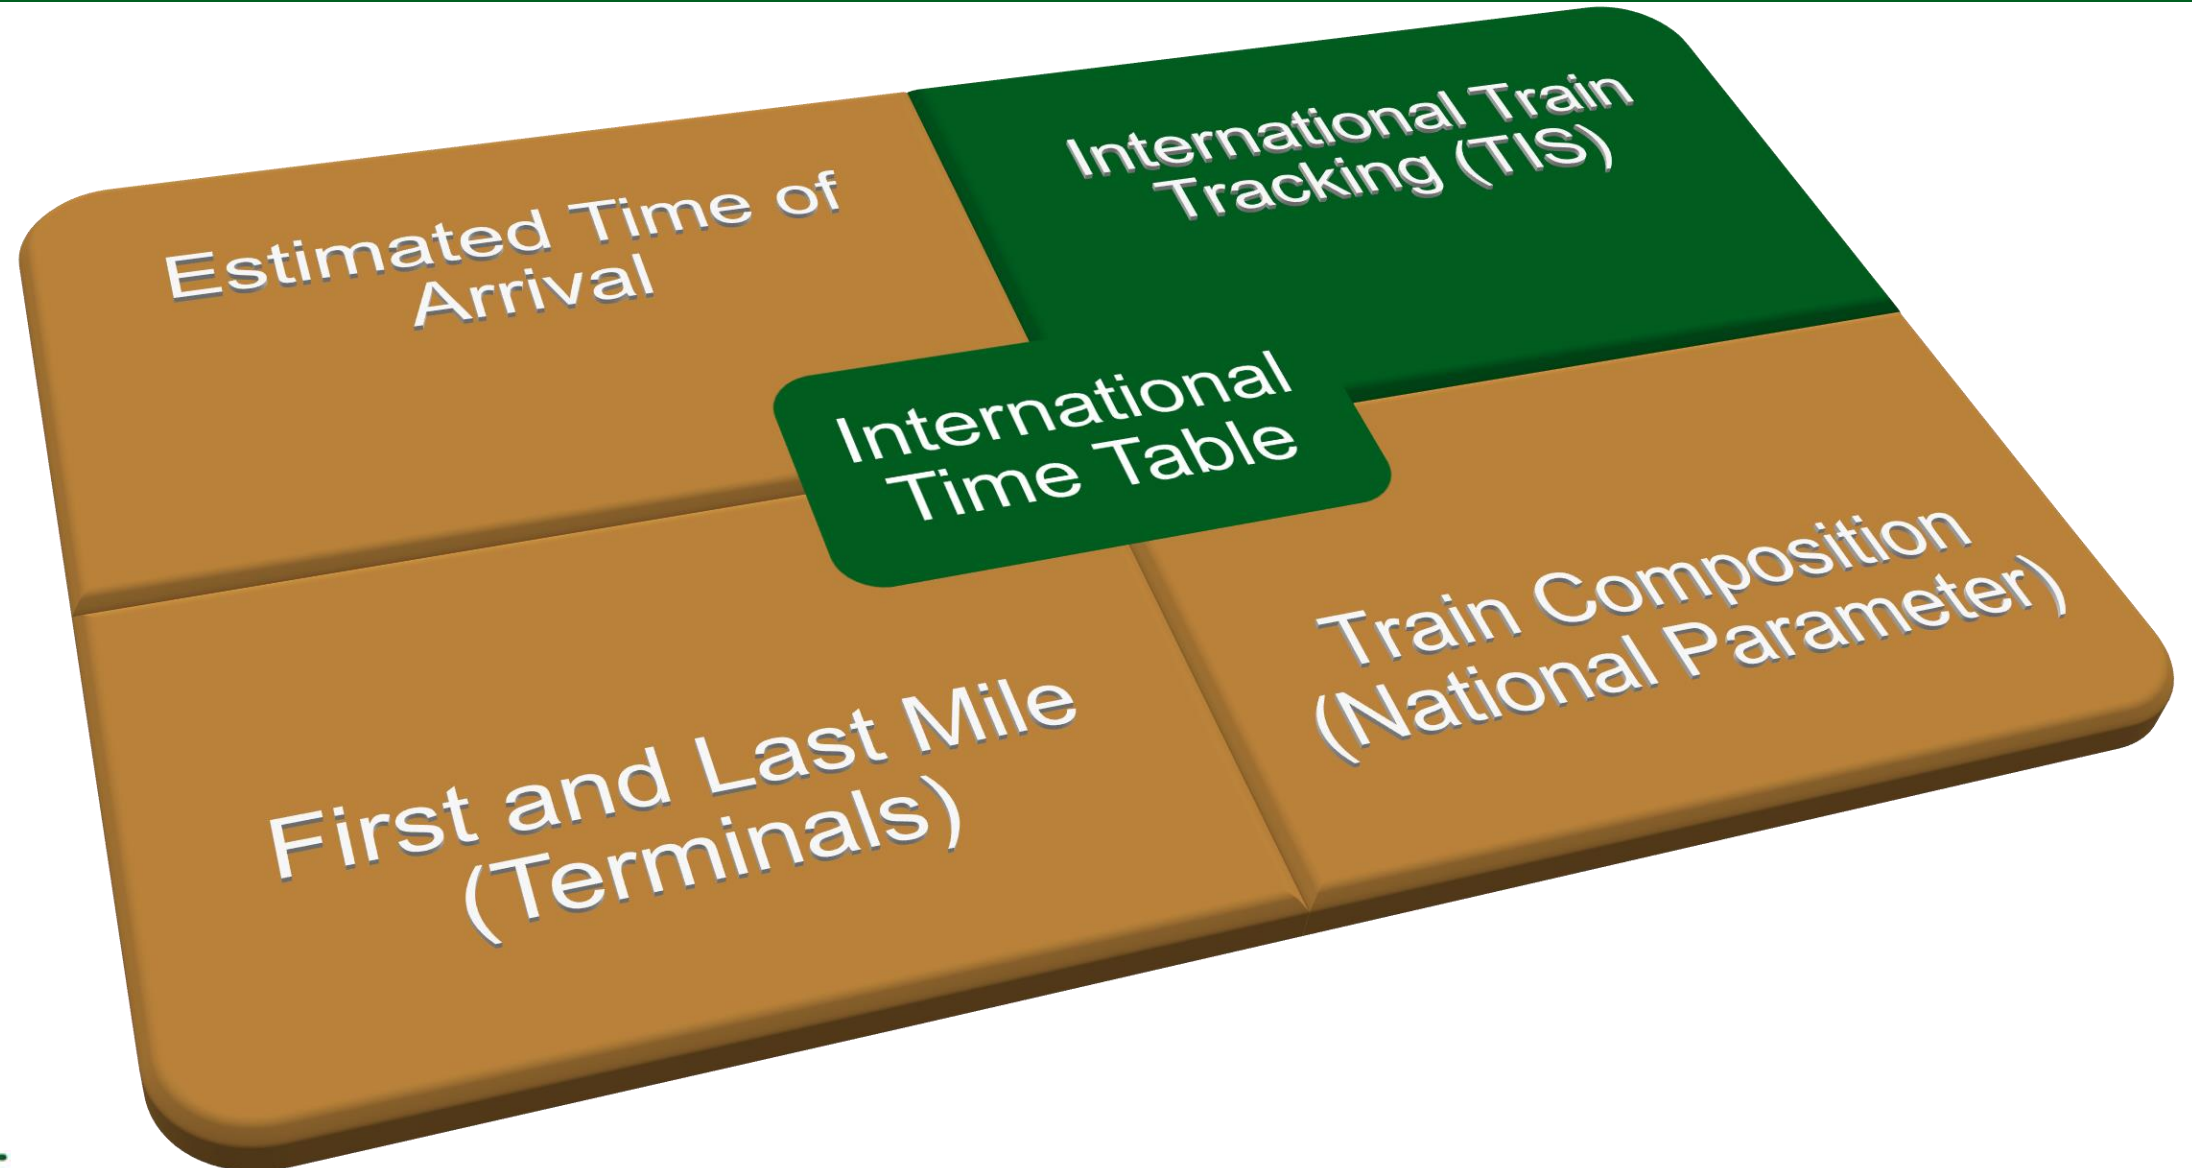 Estimated Time of
Arrival
International Train
Tracking (TIS)
International
Time Table
First and Last Mile
(Terminals)
Train Composition
(National Parameter)